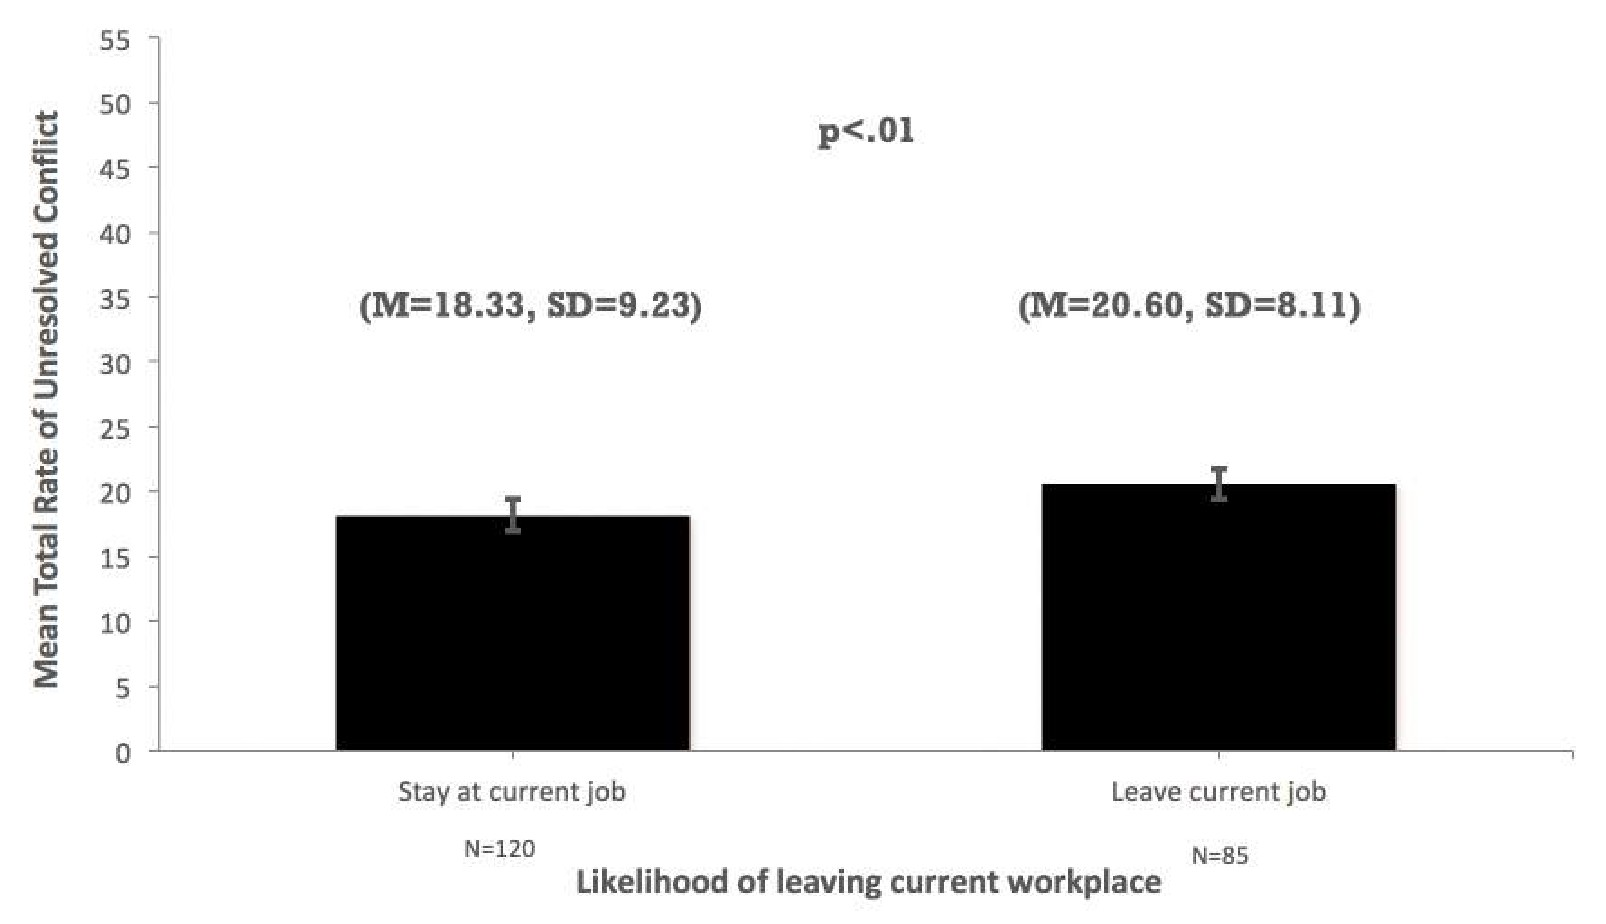 Mean Total Rate of Unresolved Conflict
55
50
45
40
35
30
25
20
15
10
5
0
p<.01
(M=18.33, SD=9.23)
(M=20.60, SD=8.11)
Stay at current job
Leave current job
N=120
N=85
Likelihood of leaving current workplace